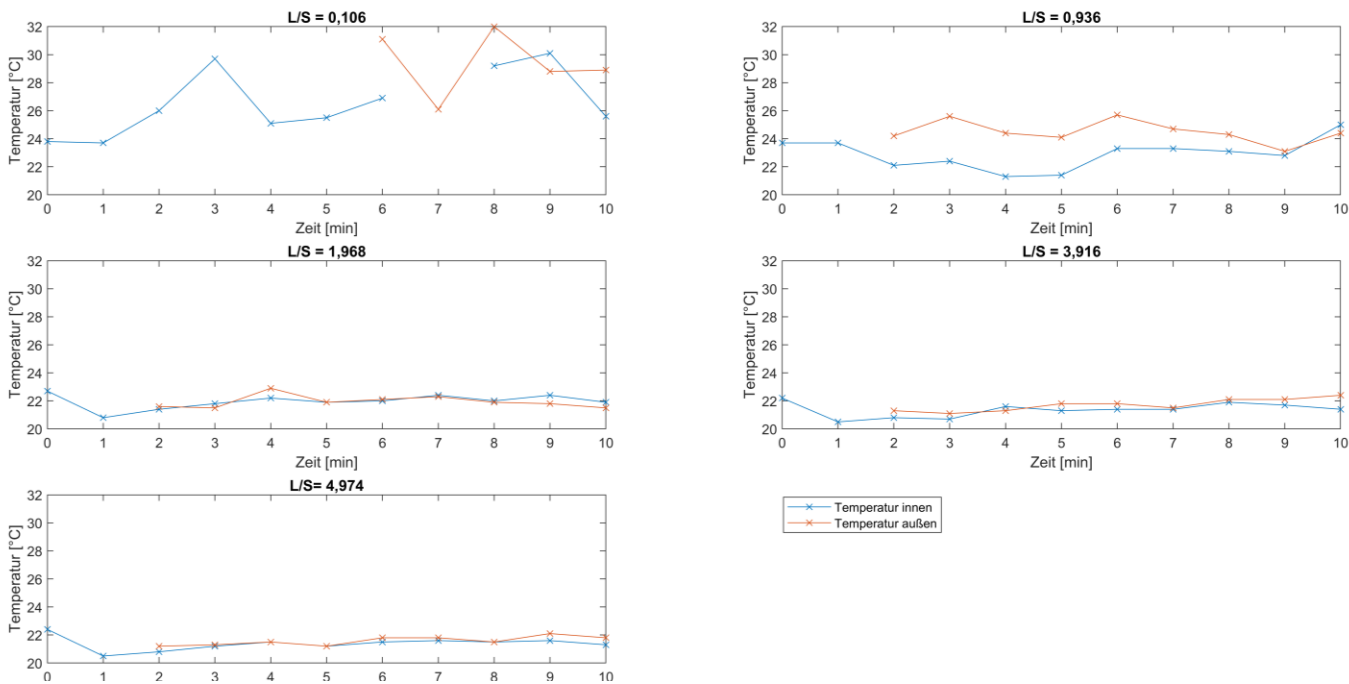 L/S = 0,106
Temperatur [°C]
32
30
28
26
24
22
20
0 1 2 3 4 5 6 7 8 9 10
Zeit [min]
L/S = 0,936
Temperatur [°C]
32
30
28
26
24
22
20
0 1 2 3 4 5 6 7 8 9 10
Zeit [min]
L/S = 1,968
Temperatur [°C]
32
30
28
26
24
22
20
0 1 2 3 4 5 6 7 8 9 10
Zeit [min]
L/S = 3,916
Temperatur [°C]
32
30
28
26
24
22
20
0 1 2 3 4 5 6 7 8 9 10
Zeit [min]
L/S= 4,974
Temperatur [°C]
32
30
28
26
24
22
20
0 1 2 3 4 5 6 7 8 9 10
Temperatur innen
Temperatur außen